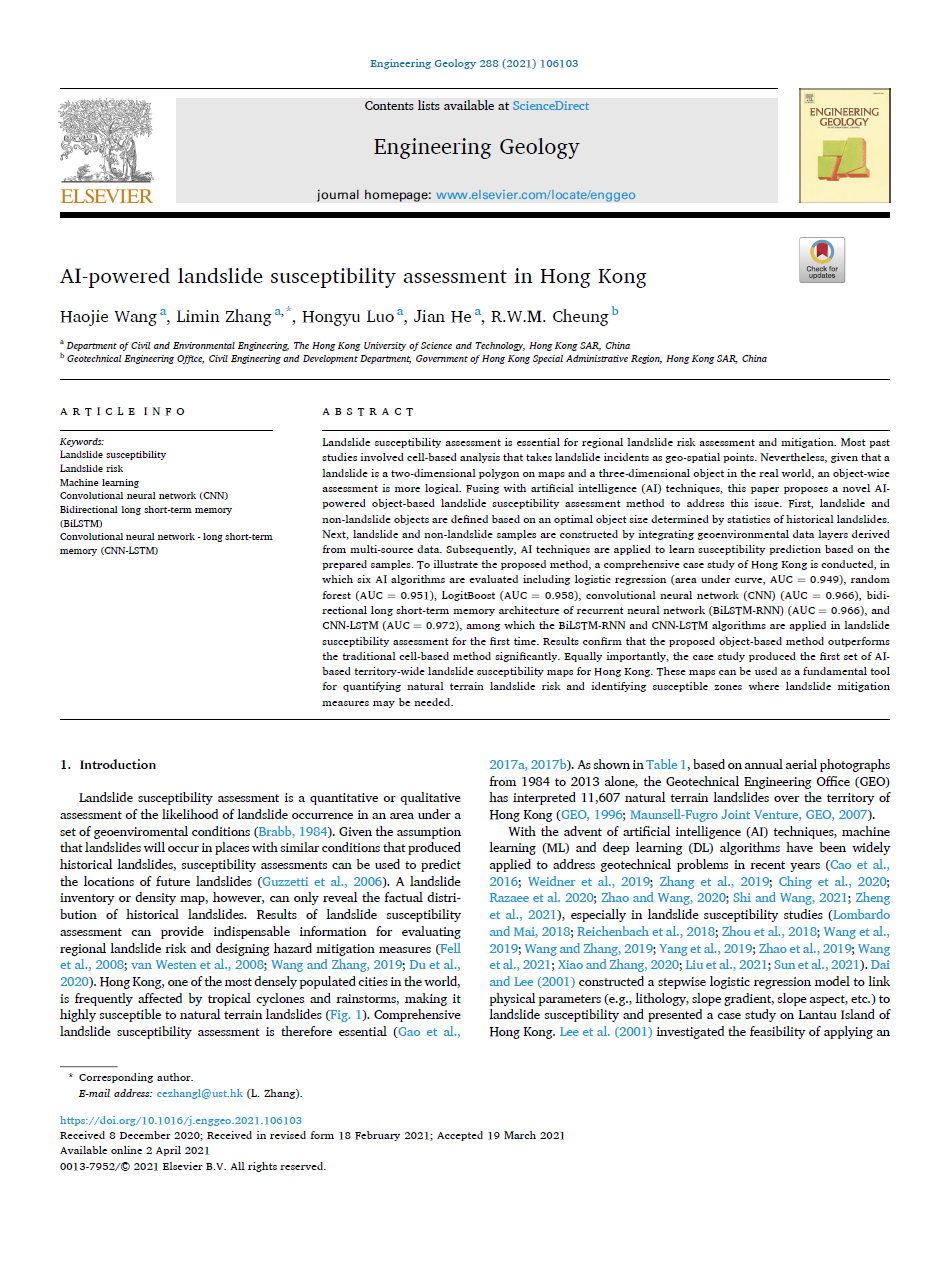 Engineering Geology 288 (2021) 106103
Contents lists available at ScienceDirect
Engineering Geology
journal homepage: www.elsevier.com/locate/enggeo
ELSEVIER
ENGINEERING
GEOLOGY
Check for
updates
AI-powered landslide susceptibility assessment in Hong Kong
Haojie Wang a, Limin Zhang a,*, Hongyu Luo a, Jian He a, R.W.M. Cheung b
a Department of Civil and Environmental Engineering, The Hong Kong University of Science and Technology, Hong Kong SAR, China
b Geotechnical Engineering Office, Civil Engineering and Development Department, Government of Hong Kong Special Administrative Region, Hong Kong SAR, China
ARTICLE INFO
Keywords:
Landslide susceptibility
Landslide risk
Machine learning
Convolutional neural network (CNN)
Bidirectional long short-term memory
(BiLSTM)
Convolutional neural network - long short-term
memory (CNN-LSTM)
ABSTRACT
Landslide susceptibility assessment is essential for regional landslide risk assessment and mitigation. Most past
studies involved cell-based analysis that takes landslide incidents as geo-spatial points. Nevertheless, given that a
landslide is a two-dimensional polygon on maps and a three-dimensional object in the real world, an object-wise
assessment is more logical. Fusing with artificial intelligence (AI) techniques, this paper proposes a novel AI-
powered object-based landslide susceptibility assessment method to address this issue. First, landslide and
non-landslide objects are defined based on an optimal object size determined by statistics of historical landslides.
Next, landslide and non-landslide samples are constructed by integrating geoenvironmental data layers derived
from multi-source data. Subsequently, AI techniques are applied to learn susceptibility prediction based on the
prepared samples. To illustrate the proposed method, a comprehensive case study of Hong Kong is conducted, in
which six AI algorithms are evaluated including logistic regression (area under curve, AUC = 0.949), random
forest (AUC = 0.951), LogitBoost (AUC = 0.958), convolutional neural network (CNN) (AUC = 0.966), bidi-
rectional long short-term memory architecture of recurrent neural network (BiLSTM-RNN) (AUC = 0.966), and
CNN-LSTM (AUC = 0.972), among which the BiLSTM-RNN and CNN-LSTM algorithms are applied in landslide
susceptibility assessment for the first time. Results confirm that the proposed object-based method outperforms
the traditional cell-based method significantly. Equally importantly, the case study produced the first set of AI-
based territory-wide landslide susceptibility maps for Hong Kong. These maps can be used as a fundamental tool
for quantifying natural terrain landslide risk and identifying susceptible zones where landslide mitigation
measures may be needed.
1. Introduction
Landslide susceptibility assessment is a quantitative or qualitative
assessment of the likelihood of landslide occurrence in an area under a
set of geoenviromental conditions (Brabb, 1984). Given the assumption
that landslides will occur in places with similar conditions that produced
historical landslides, susceptibility assessments can be used to predict
the locations of future landslides (Guzzetti et al., 2006). A landslide
inventory or density map, however, can only reveal the factual distri-
bution of historical landslides. Results of landslide susceptibility
assessment can provide indispensable information for evaluating
regional landslide risk and designing hazard mitigation measures (Fell
et al., 2008; van Westen et al., 2008; Wang and Zhang, 2019; Du et al.,
2020). Hong Kong, one of the most densely populated cities in the world,
is frequently affected by tropical cyclones and rainstorms, making it
highly susceptible to natural terrain landslides (Fig. 1). Comprehensive
landslide susceptibility assessment is therefore essential (Gao et al.,
2017a, 2017b). As shown in Table 1, based on annual aerial photographs
from 1984 to 2013 alone, the Geotechnical Engineering Office (GEO)
has interpreted 11,607 natural terrain landslides over the territory of
Hong Kong (GEO, 1996; Maunsell-Fugro Joint Venture, GEO, 2007).
With the advent of artificial intelligence (AI) techniques, machine
learning (ML) and deep learning (DL) algorithms have been widely
applied to address geotechnical problems in recent years (Cao et al.,
2016; Weidner et al., 2019; Zhang et al., 2019; Ching et al., 2020;
Razaee et al. 2020; Zhao and Wang, 2020; Shi and Wang, 2021; Zheng
et al., 2021), especially in landslide susceptibility studies (Lombardo
and Mai, 2018; Reichenbach et al., 2018; Zhou et al., 2018; Wang et al.,
2019; Wang and Zhang, 2019; Yang et al., 2019; Zhao et al., 2019; Wang
et al., 2021; Xiao and Zhang, 2020; Liu et al., 2021; Sun et al., 2021). Dai
and Lee (2001) constructed a stepwise logistic regression model to link
physical parameters (e.g., lithology, slope gradient, slope aspect, etc.) to
landslide susceptibility and presented a case study on Lantau Island of
Hong Kong. Lee et al. (2001) investigated the feasibility of applying an
* Corresponding author.
E-mail address: cezhangl@ust.hk (L. Zhang).
https://doi.org/10.1016/j.enggeo.2021.106103
Received 8 December 2020; Received in revised form 18 February 2021; Accepted 19 March 2021
Available online 2 April 2021
0013-7952/© 2021 Elsevier B.V. All rights reserved.